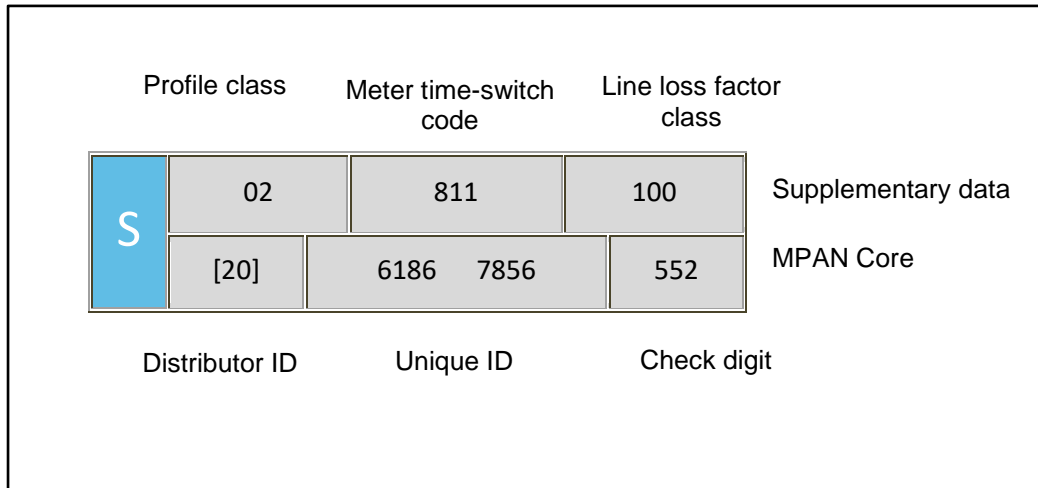 Profile class
Meter time-switch
code
Line loss factor
class
S
02 811 100
Supplementary data
[20] 6186 7856 552
MPAN Core
Distributor ID Unique ID Check digit